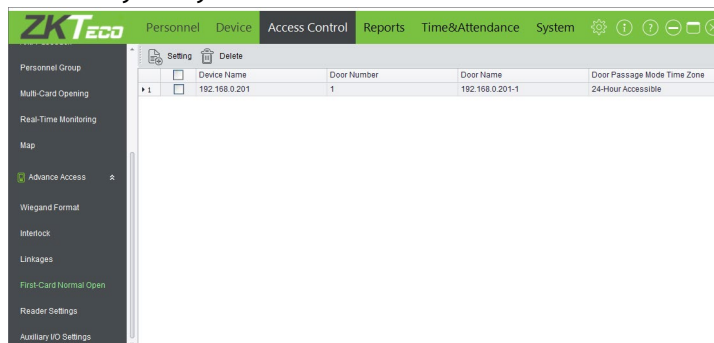 ZKTeco
Personnel Device Access Control Reports Time&Attendance System
Setting Delete
Device Name Door Number Door Name Door Passage Mode Time Zone
1 192.168.0.201 1 192.168.0.201-1 24-Hour Accessible
Personnel Group
Multi-Card Opening
Real-Time Monitoring
Map
Advance Access
Wiegand Format
Interlock
Linkages
First-Card Normal Open
Reader Settings
Auxiliary I/O Settings